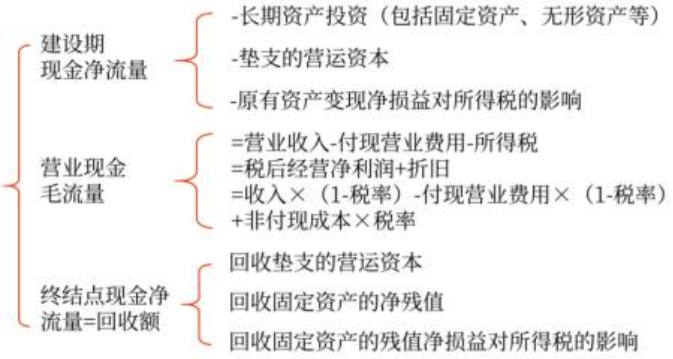 建设期
现金净流量
-长期资产投资（包括固定资产、无形资产等）
-垫支的营运资本
-原有资产变现净损益对所得税的影响
营业现金
毛流量
=营业收入-付现营业费用-所得税
=税后经营净利润+折旧
=收入×（1-税率）-付现营业费用×（1-税率）
+非付现成本×税率
终结点现金净
流量=回收额
回收垫支的营运资本
回收固定资产的净残值
回收固定资产的残值净损益对所得税的影响